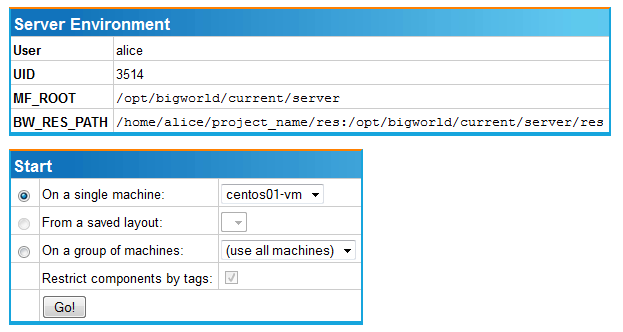 Server Environment
User alice
UID 3514
MF_ROOT /opt/bigworld/current/server
BW_RES_PATH /home/alice/project_name/res:/opt/bigworld/current/server/res
Start
On a single machine: centos01-vm
From a saved layout:
On a group of machines: (use all machines)
Restrict components by tags:
Go!